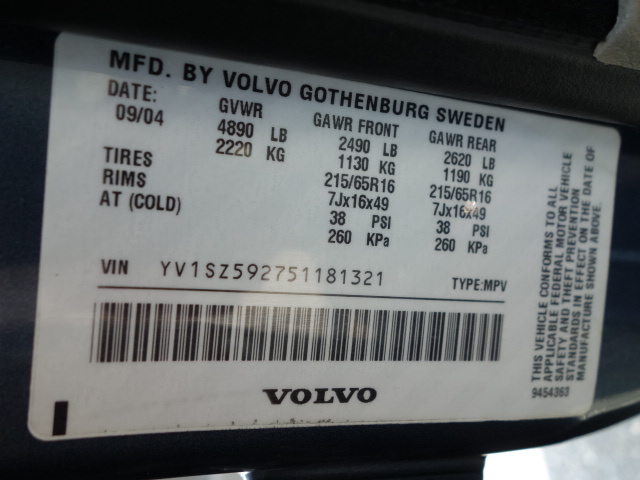 MFD. BY VOLVO GOTHENBURG SWEDEN
DATE: GVWR GAWR FRONT GAWR REAR
09/04 4890 LB 2490 LB 2620 LB
2220 KG 1130 KG 1190 KG
TIRES 215/65R16 215/65R16
RIMS 7Jx16x49 7Jx16x49
AT (COLD) 38 PSI 38 PSI
260 KPa 260 KPa
VIN YV1SZ592751181321 TYPE:MPV
VOLVO
THIS VEHICLE CONFORMS TO ALL
APPLICABLE FEDERAL MOTOR VEHICLE
SAFETY AND THEFT PREVENTION
STANDARDS IN EFFECT ON THE DATE OF
MANUFACTURE SHOWN ABOVE.
9454363